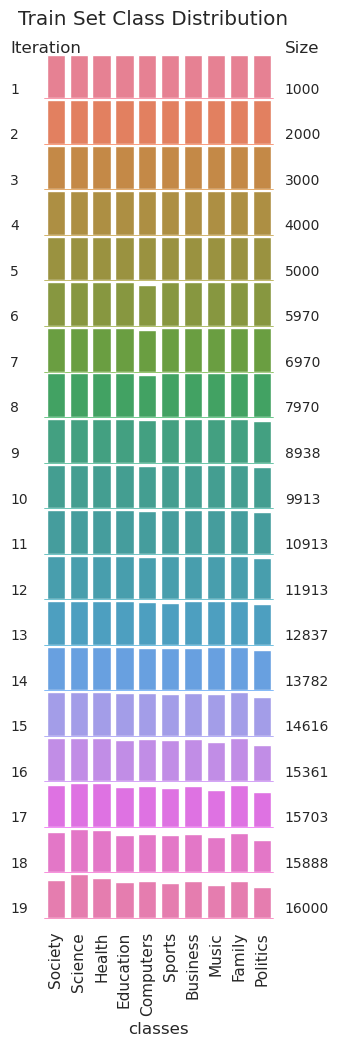 Train Set Class Distribution
Iteration Size
1 1000
2 2000
3 3000
4 4000
5 5000
6 5970
7 6970
8 7970
9 8938
10 9913
11 10913
12 11913
13 12837
14 13782
15 14616
16 15361
17 15703
18 15888
19 16000
Society
Science
Health
Education
Computers
Sports
Business
Music
Family
Politics
classes